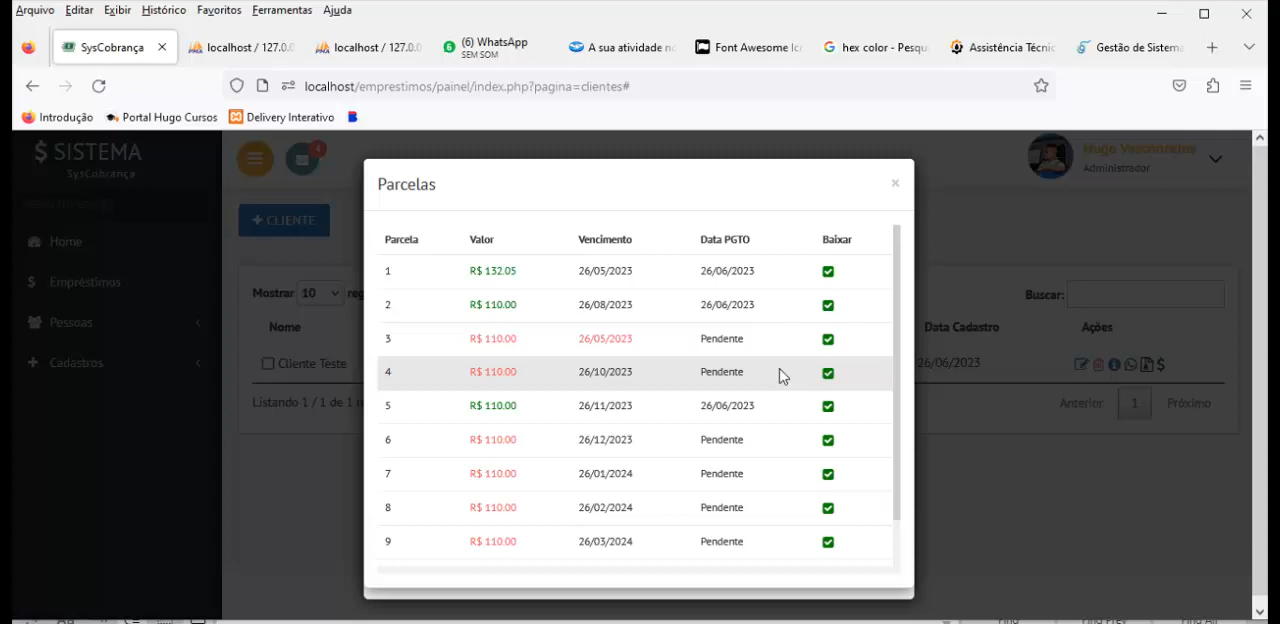 Arquivo Editar Exibir Histórico Favoritos Ferramentas Ajuda
SysCobrança localhost / 127.0.0 localhost / 127.0.0 (6) WhatsApp A sua atividade no Font Awesome Ico hex color - Pesqu Assistência Técnic Gestão de Sistema
SEM SOM
localhost/emprestimos/painel/index.php?pagina=clientes#
Introdução Portal Hugo Cursos Delivery Interativo
$ SISTEMA
SysCobrança
4
Hugo Vasconcelos
Administrador
Home
Empréstimos
Pessoas
Cadastros
+ CLIENTE
Mostrar 10 reg
Buscar:
Nome Data Cadastro Ações
Cliente Teste 26/06/2023
Listando 1 / 1 de 1 r
Anterior 1 Próximo
Parcelas ×
Parcela Valor Vencimento Data PGTO Baixar
1 R$ 132.05 26/05/2023 26/06/2023
2 R$ 110.00 26/08/2023 26/06/2023
3 R$ 110.00 26/05/2023 Pendente
4 R$ 110.00 26/10/2023 Pendente
5 R$ 110.00 26/11/2023 26/06/2023
6 R$ 110.00 26/12/2023 Pendente
7 R$ 110.00 26/01/2024 Pendente
8 R$ 110.00 26/02/2024 Pendente
9 R$ 110.00 26/03/2024 Pendente